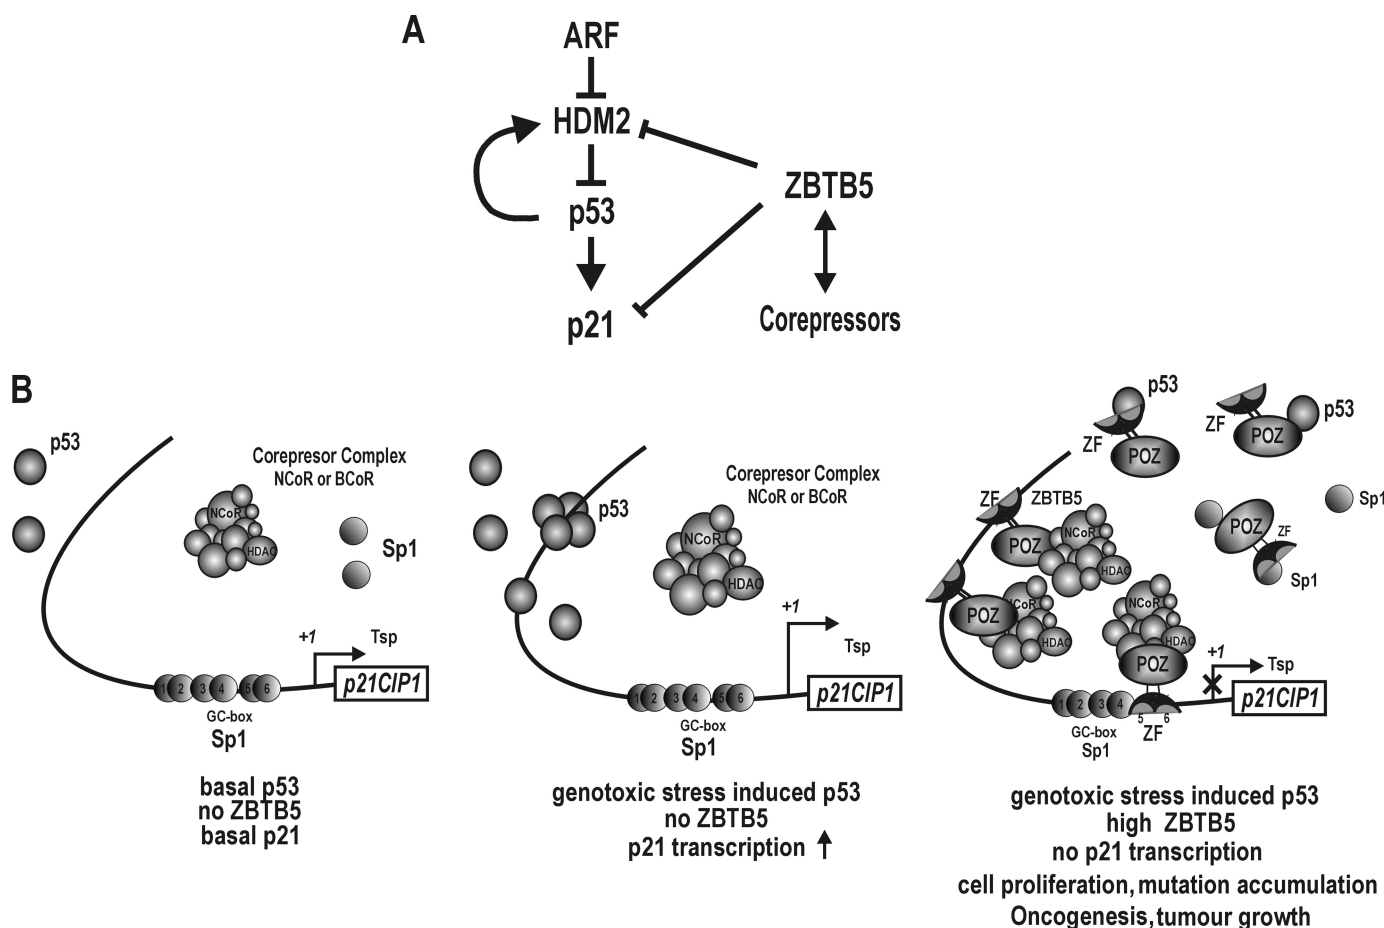 A
ARF
HDM2
ZBTB5
p53
p21
Corepressors
B
p53
Corepresor Complex
NCoR or BCoR
NCoR
HDAC
Sp1
+1
Tsp
1 2 3 4 5 6
p21CIP1
GC-box
Sp1
basal p53
no ZBTB5
basal p21
Corepresor Complex
NCoR or BCoR
p53
NCoR
HDAC
+1
Tsp
1 2 3 4 5 6
p21CIP1
GC-box
Sp1
genotoxic stress induced p53
no ZBTB5
p21 transcription
p53
ZF
POZ
p53
ZF
POZ
ZF
ZBTB5
Sp1
POZ
NCoR
HDAC
POZ
ZF
Sp1
POZ
NCoR
HDAC
NCoR
HDAC
POZ
+1
Tsp
1 2 3 4 5 6
p21CIP1
GC-box
ZF
Sp1
genotoxic stress induced p53
high ZBTB5
no p21 transcription
cell proliferation, mutation accumulation
Oncogenesis, tumour growth